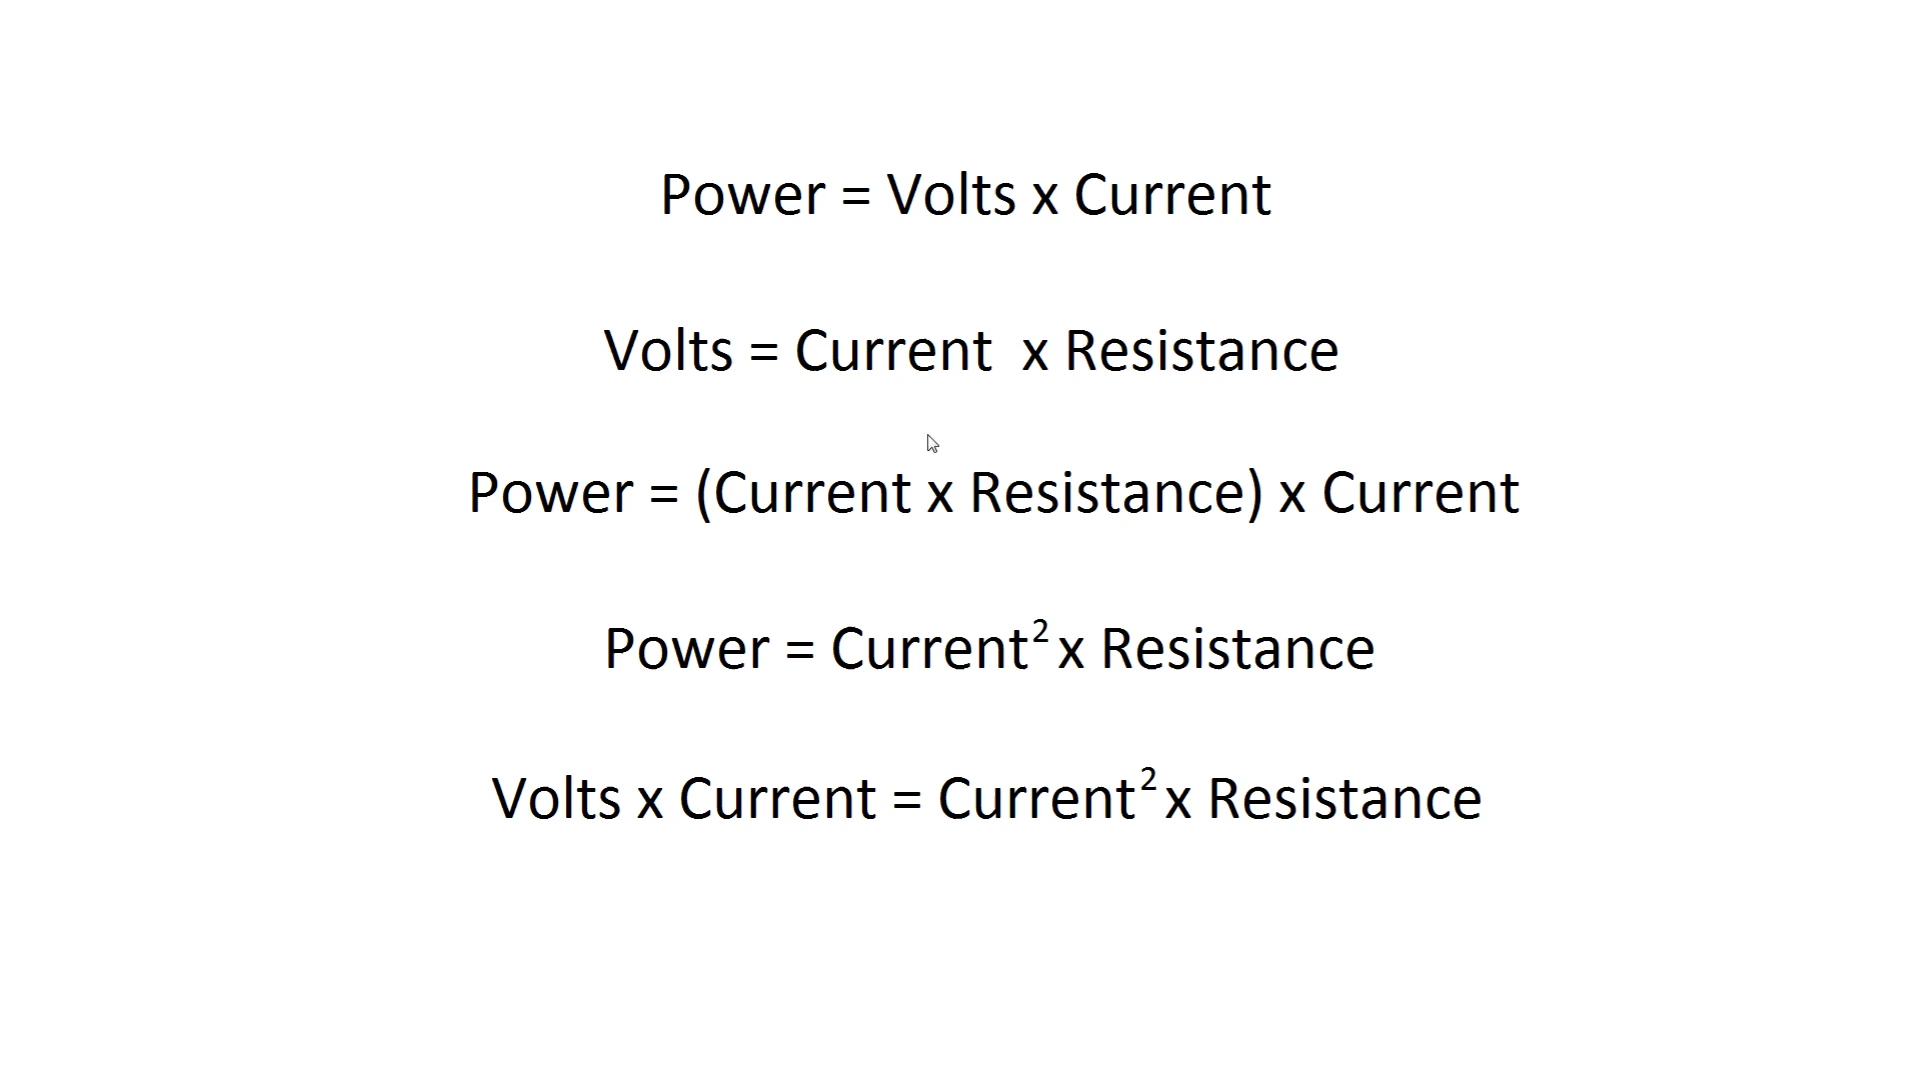 Power = Volts x Current
Volts = Current  x Resistance
Power = (Current x Resistance) x Current
Power = Current² x Resistance
Volts x Current = Current² x Resistance